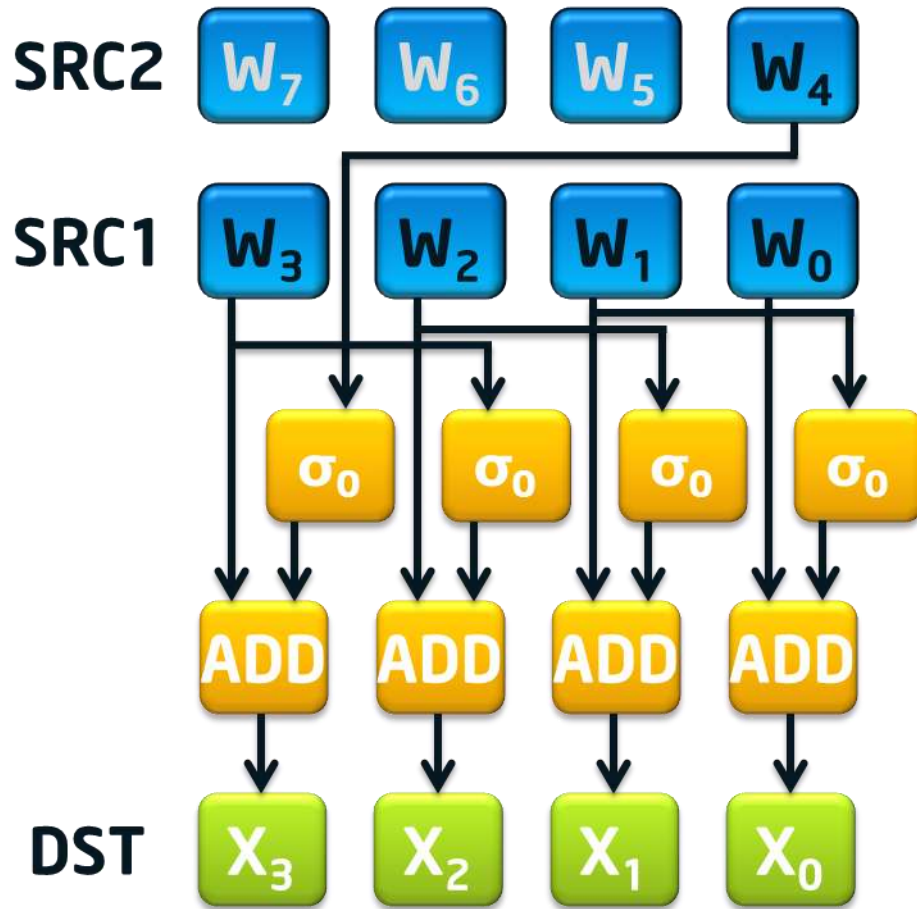 SRC2 W₇ W₆ W₅ W₄
SRC1 W₃ W₂ W₁ W₀
σ₀ σ₀ σ₀ σ₀
ADD ADD ADD ADD
DST X₃ X₂ X₁ X₀